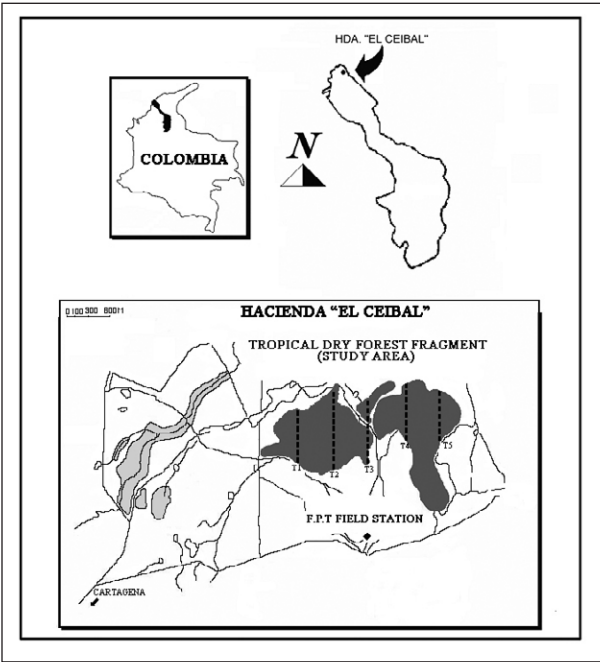 HDA. "EL CEIBAL"
COLOMBIA
N
HACIENDA "EL CEIBAL"
TROPICAL DRY FOREST FRAGMENT
(STUDY AREA)
T1
T2
T3
T4
T5
F.P.T FIELD STATION
CARTAGENA